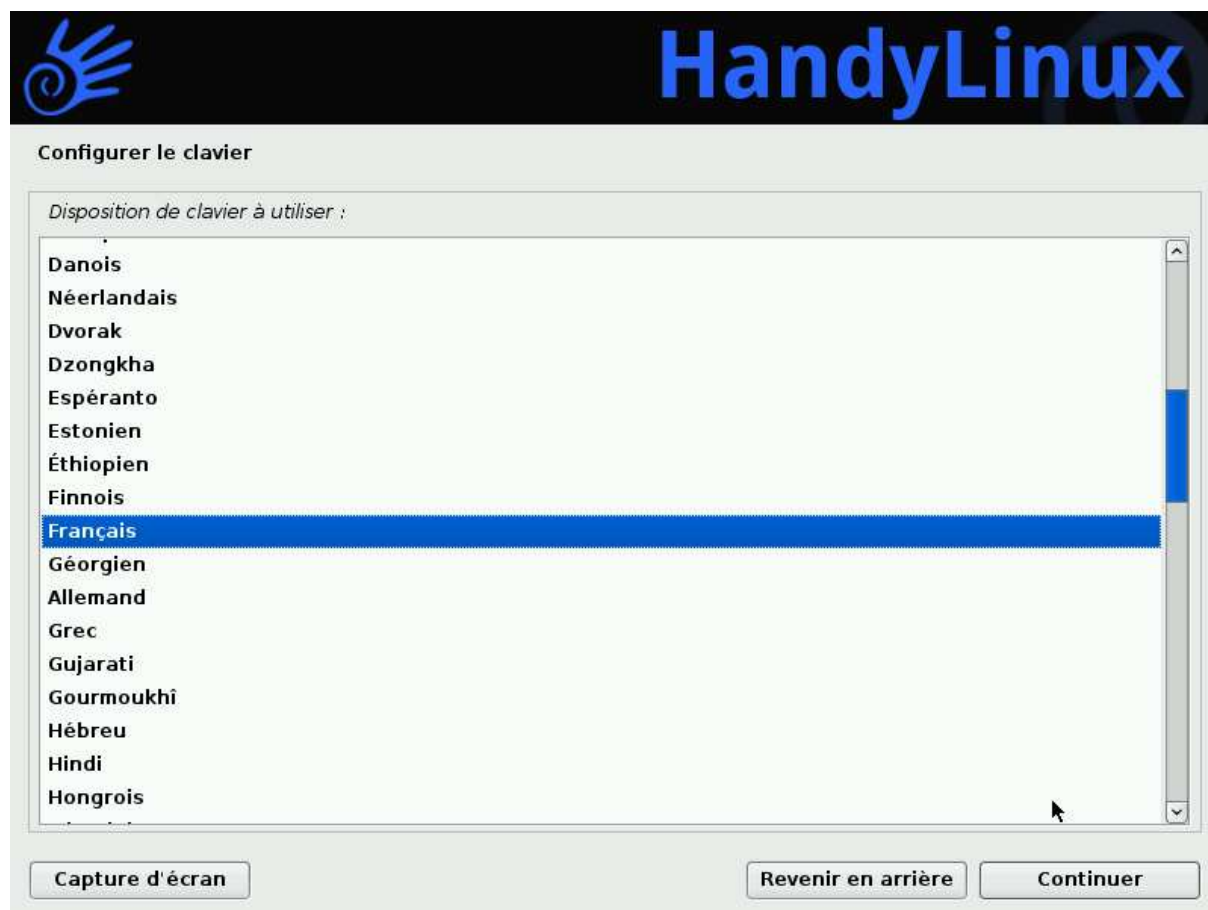 HandyLinux
Configurer le clavier
Disposition de clavier à utiliser :
Danois
Néerlandais
Dvorak
Dzongkha
Espéranto
Estonien
Éthiopien
Finnois
Français
Géorgien
Allemand
Grec
Gujarati
Gourmoukhî
Hébreu
Hindi
Hongrois
Capture d'écran
Revenir en arrière
Continuer